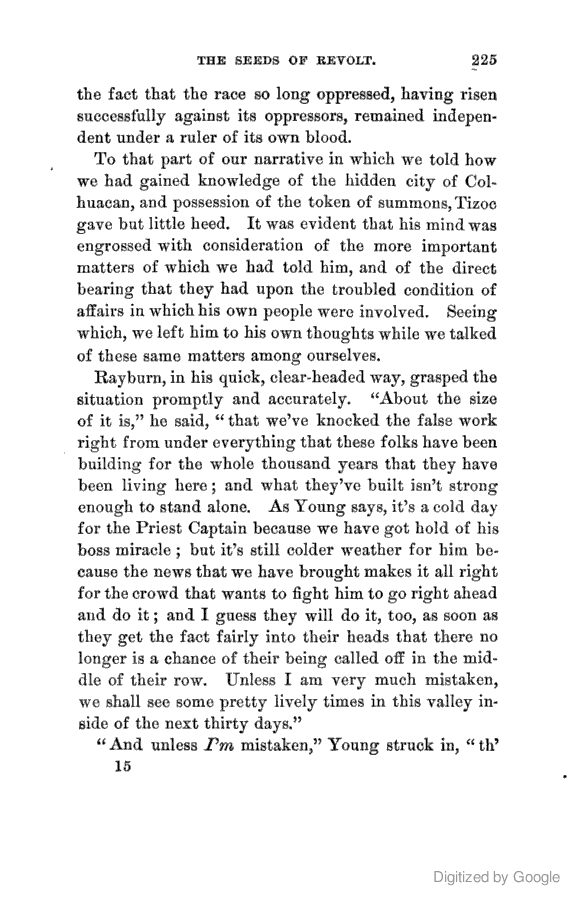 THE SEEDS OF REVOLT. 225
the fact that the race so long oppressed, having risen
successfully against its oppressors, remained indepen-
dent under a ruler of its own blood.
To that part of our narrative in which we told how
we had gained knowledge of the hidden city of Col-
huacan, and possession of the token of summons, Tizoc
gave but little heed. It was evident that his mind was
engrossed with consideration of the more important
matters of which we had told him, and of the direct
bearing that they had upon the troubled condition of
affairs in which his own people were involved. Seeing
which, we left him to his own thoughts while we talked
of these same matters among ourselves.
Rayburn, in his quick, clear-headed way, grasped the
situation promptly and accurately. “About the size
of it is,” he said, “that we’ve knocked the false work
right from under everything that these folks have been
building for the whole thousand years that they have
been living here; and what they’ve built isn’t strong
enough to stand alone. As Young says, it’s a cold day
for the Priest Captain because we have got hold of his
boss miracle; but it’s still colder weather for him be-
cause the news that we have brought makes it all right
for the crowd that wants to fight him to go right ahead
and do it; and I guess they will do it, too, as soon as
they get the fact fairly into their heads that there no
longer is a chance of their being called off in the mid-
dle of their row. Unless I am very much mistaken,
we shall see some pretty lively times in this valley in-
side of the next thirty days.”
“And unless I’m mistaken,” Young struck in, “th’
15
Digitized by Google